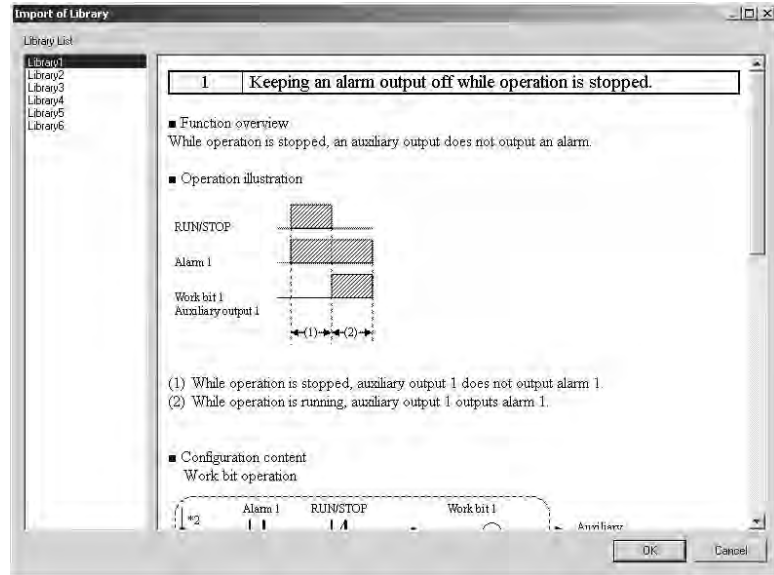 Import of Library
Library List
Library1
Library2
Library3
Library4
Library5
Library6
1 Keeping an alarm output off while operation is stopped.
■ Function overview
While operation is stopped, an auxiliary output does not output an alarm.
■ Operation illustration
RUN/STOP
Alarm 1
Work bit 1
Auxiliary output 1
(1) (2)
(1) While operation is stopped, auxiliary output 1 does not output alarm 1.
(2) While operation is running, auxiliary output 1 outputs alarm 1.
■ Configuration content
Work bit operation
Alarm 1 RUN/STOP Work bit 1
*2 Auxiliary
OK Cancel